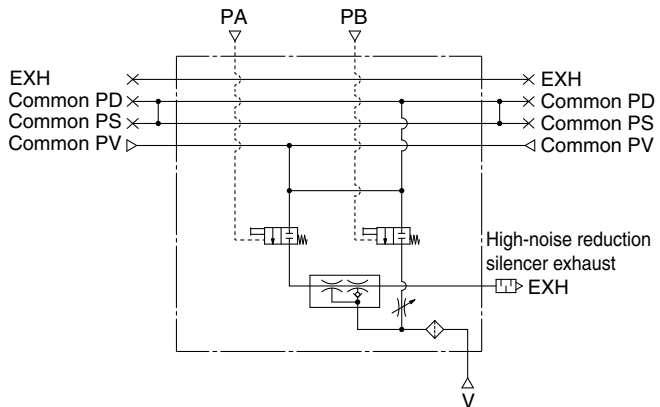 PA PB
EXH EXH
Common PD Common PD
Common PS Common PS
Common PV Common PV
High-noise reduction
silencer exhaust
EXH
V